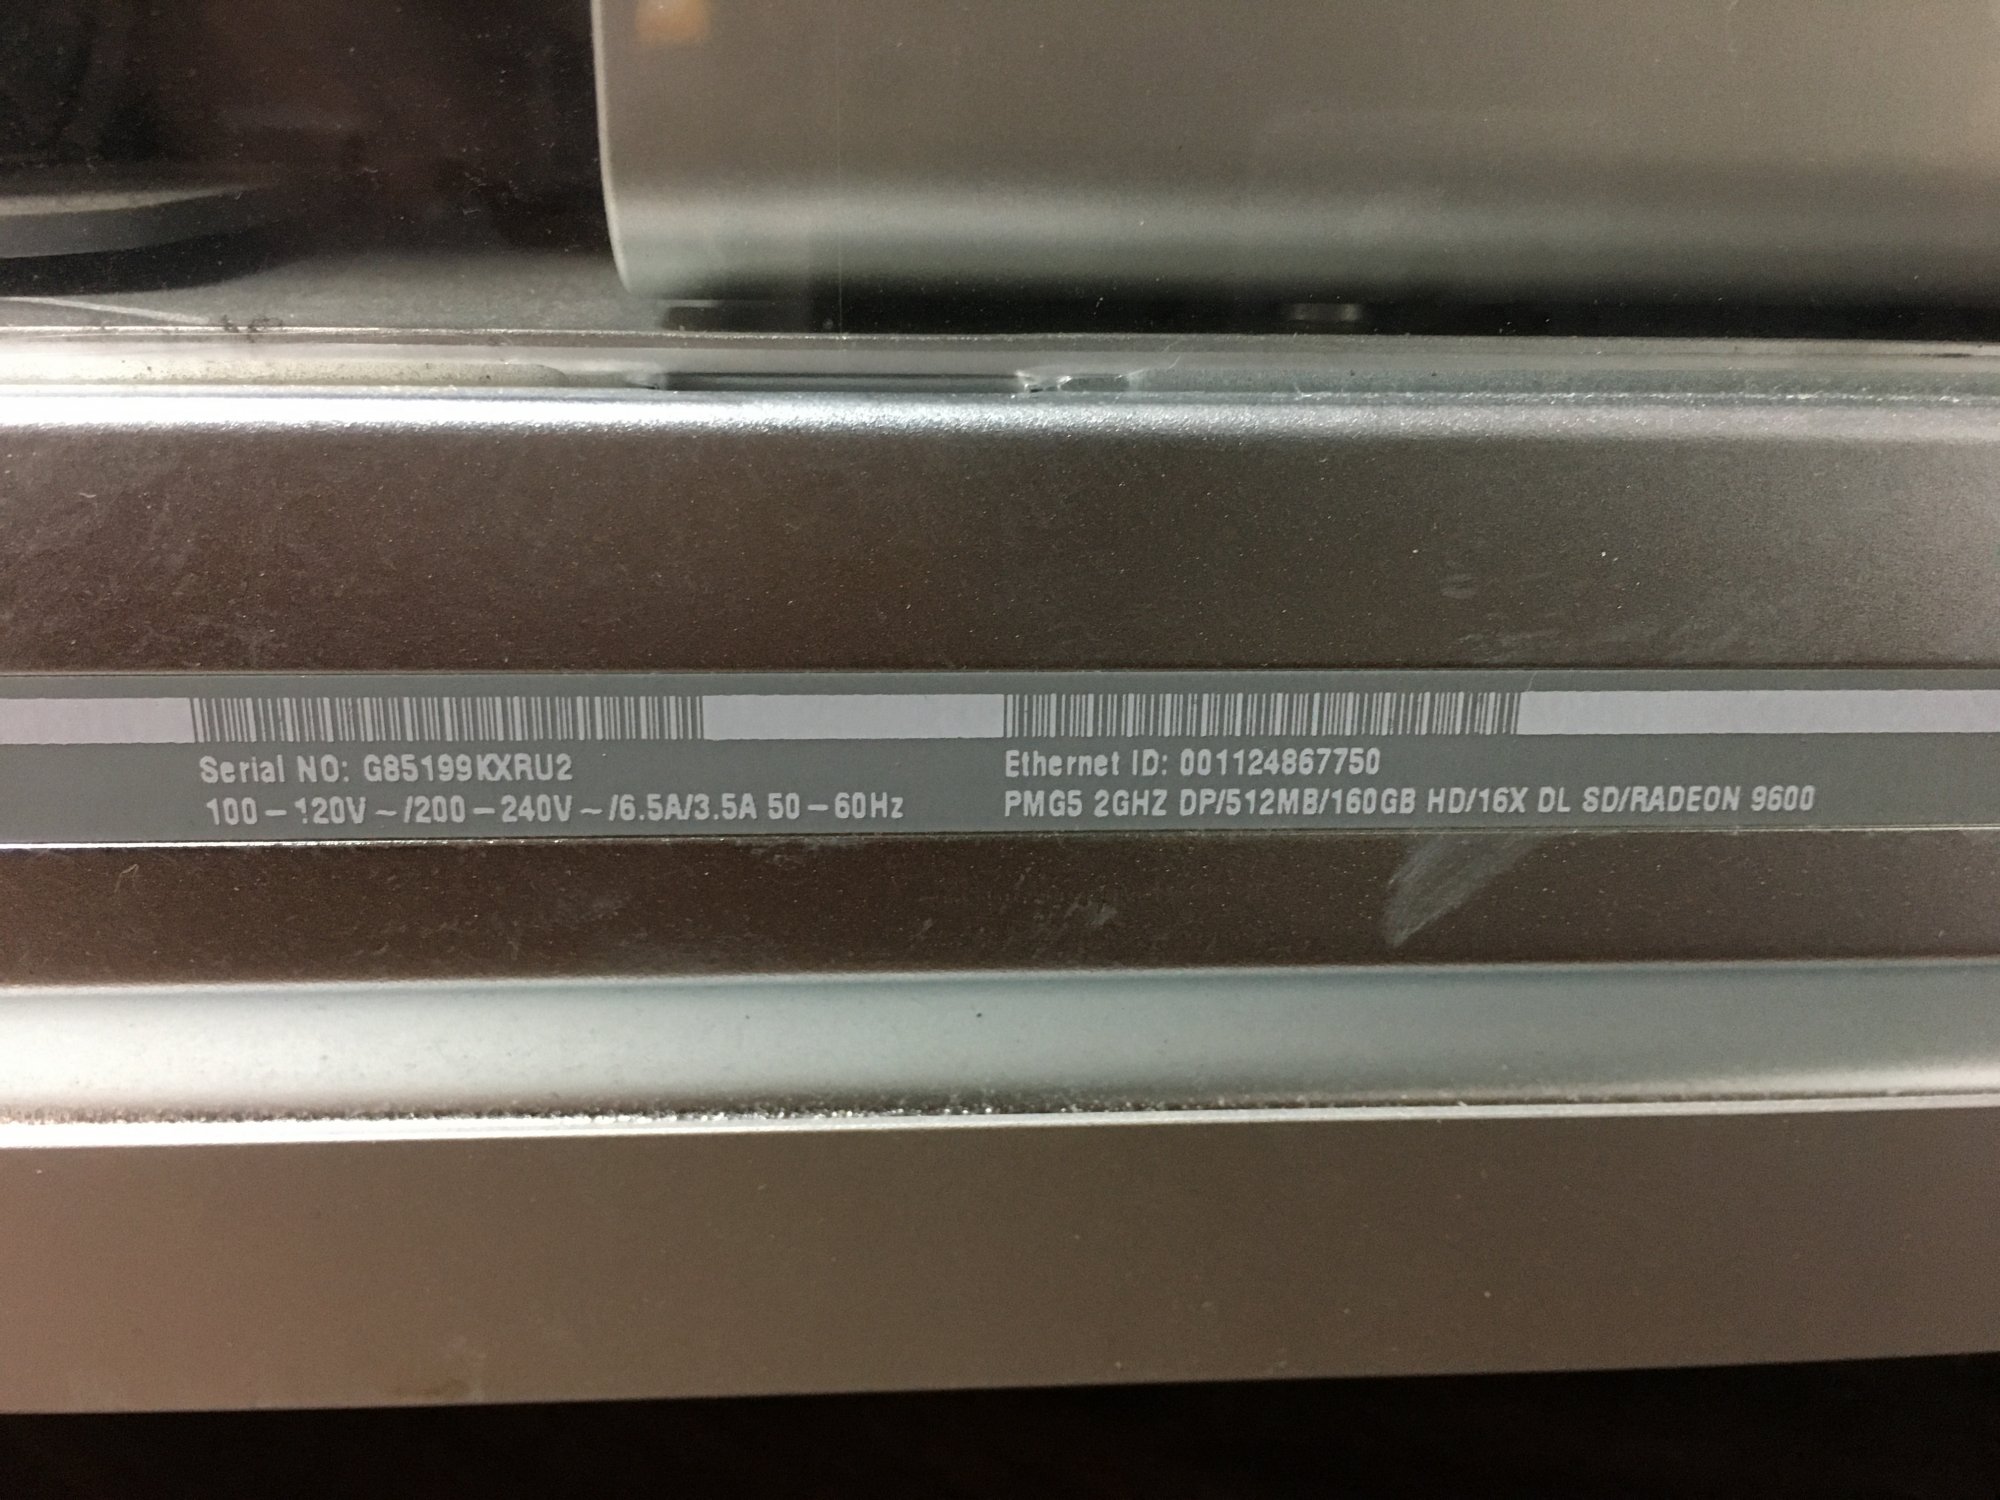 Serial NO: G85199KXRU2
100–120V ~/200–240V ~/6.5A/3.5A 50–60Hz
Ethernet ID: 001124867750
PMG5 2GHZ DP/512MB/160GB HD/16X DL SD/RADEON 9600